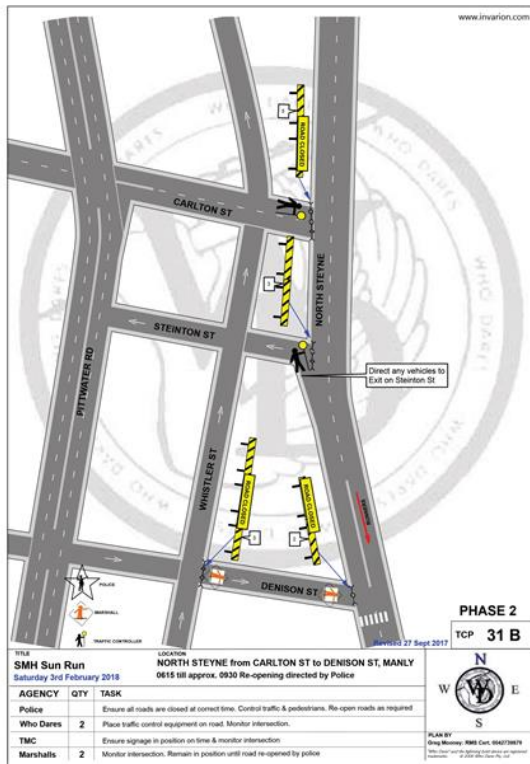 www.invarion.com
ROAD CLOSED
CARLTON ST
NORTH STEYNE
STEINTON ST
Direct any vehicles to
Exit on Steinton St
PITTWATER RD
WHISTLER ST
ROAD CLOSED
ROAD CLOSED
RUNNERS
DENISON ST
POLICE
MARSHALL
TRAFFIC CONTROLLER
Revised 27 Sept 2017
PHASE 2
TCP 31 B
TITLE
SMH Sun Run
Saturday 3rd February 2018
LOCATION
NORTH STEYNE from CARLTON ST to DENISON ST, MANLY
0615 till approx. 0930 Re-opening directed by Police
AGENCY QTY TASK
Police Ensure all roads are closed at correct time. Control traffic & pedestrians. Re-open roads as required
Who Dares 2 Place traffic control equipment on road. Monitor intersection.
TMC Ensure signage in position on time & monitor intersection
Marshalls 2 Monitor intersection. Remain in position until road re-opened by police
N
W E
S
PLAN BY
Greg Mooney: RMS Cert. 0042739879